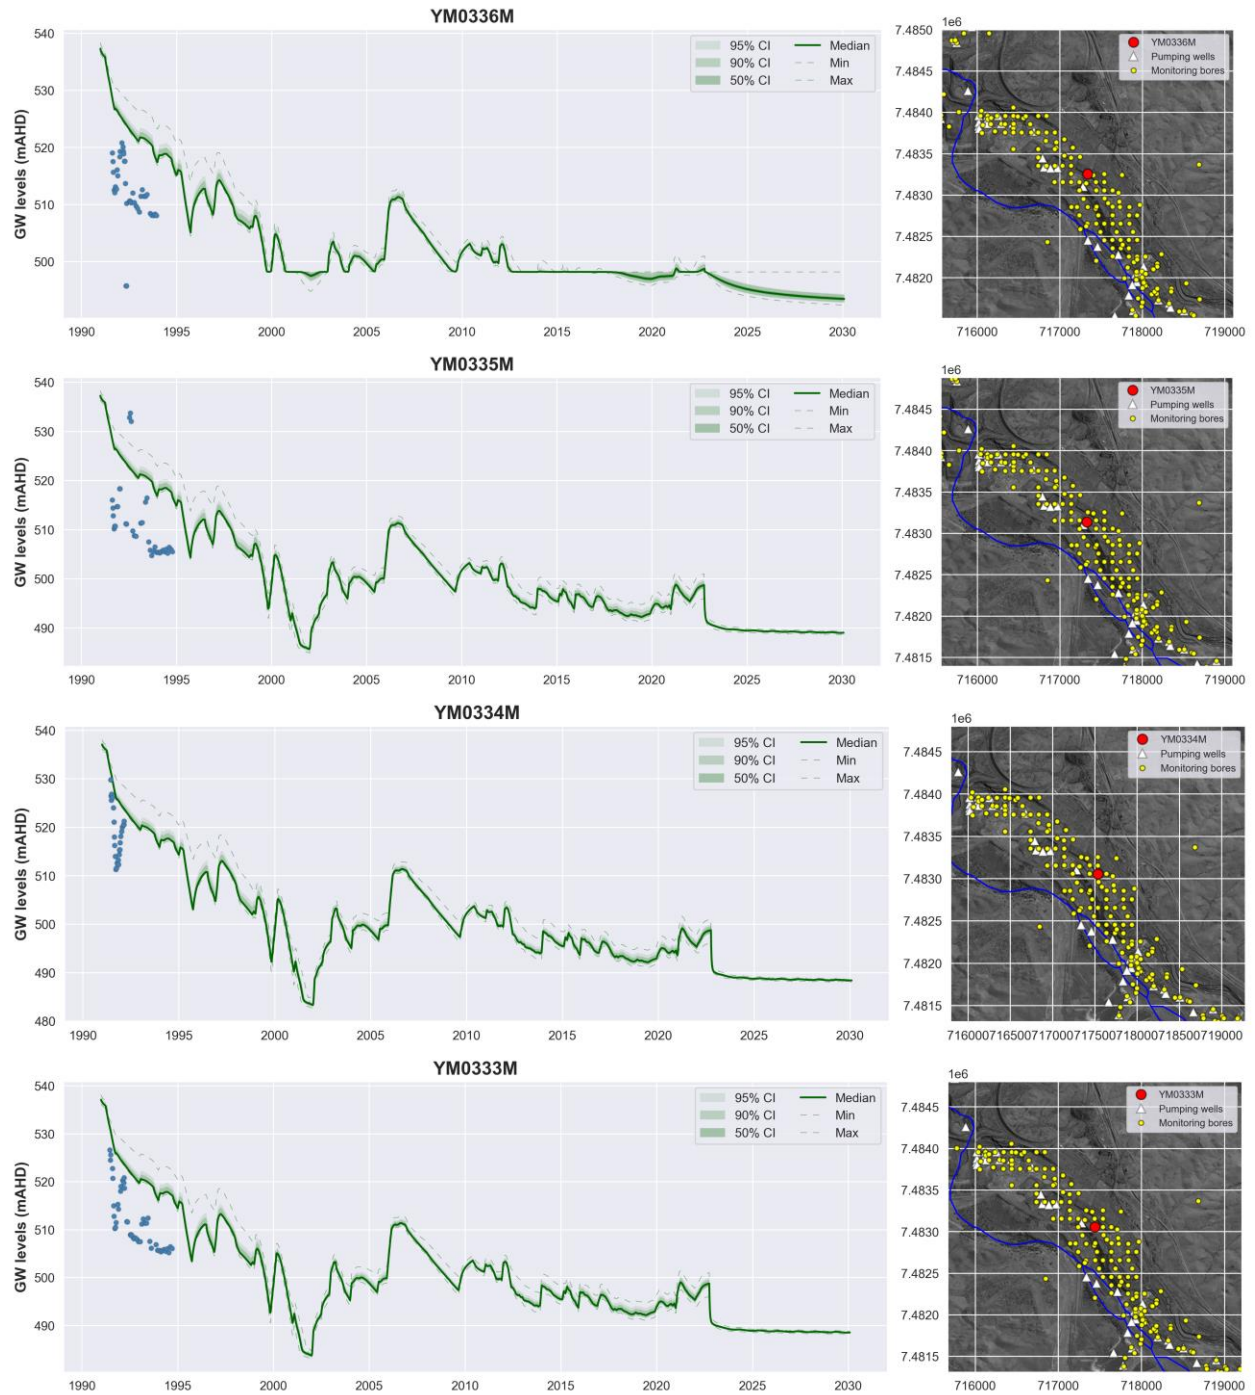 YM0336M
540
530
520
510
500
GW levels (mAHD)
1990 1995 2000 2005 2010 2015 2020 2025 2030
95% CI Median
90% CI Min
50% CI Max
1e6
7.4850
7.4845
7.4840
7.4835
7.4830
7.4825
7.4820
716000 717000 718000 719000
YM0336M
Pumping wells
Monitoring bores
YM0335M
540
530
520
510
500
490
GW levels (mAHD)
1990 1995 2000 2005 2010 2015 2020 2025 2030
95% CI Median
90% CI Min
50% CI Max
1e6
7.4845
7.4840
7.4835
7.4830
7.4825
7.4820
7.4815
716000 717000 718000 719000
YM0335M
Pumping wells
Monitoring bores
YM0334M
540
530
520
510
500
490
480
GW levels (mAHD)
1990 1995 2000 2005 2010 2015 2020 2025 2030
95% CI Median
90% CI Min
50% CI Max
1e6
7.4845
7.4840
7.4835
7.4830
7.4825
7.4820
7.4815
716000 716500 717000 717500 718000 718500 719000
YM0334M
Pumping wells
Monitoring bores
YM0333M
540
530
520
510
500
490
GW levels (mAHD)
1990 1995 2000 2005 2010 2015 2020 2025 2030
95% CI Median
90% CI Min
50% CI Max
1e6
7.4845
7.4840
7.4835
7.4830
7.4825
7.4820
7.4815
716000 717000 718000 719000
YM0333M
Pumping wells
Monitoring bores